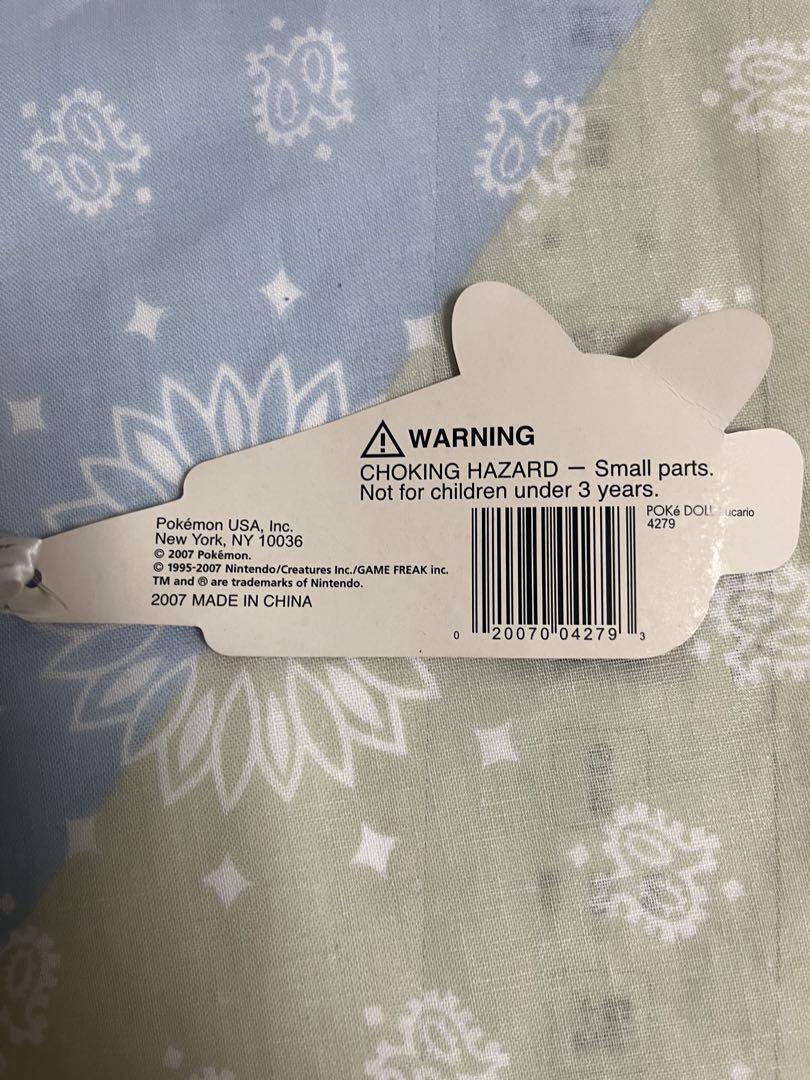 WARNING
CHOKING HAZARD — Small parts.
Not for children under 3 years.
POKé DOLL Lucario
4279
Pokémon USA, Inc.
New York, NY 10036
© 2007 Pokémon.
© 1995-2007 Nintendo/Creatures Inc./GAME FREAK inc.
TM and ® are trademarks of Nintendo.
2007 MADE IN CHINA
0 20070 04279 3